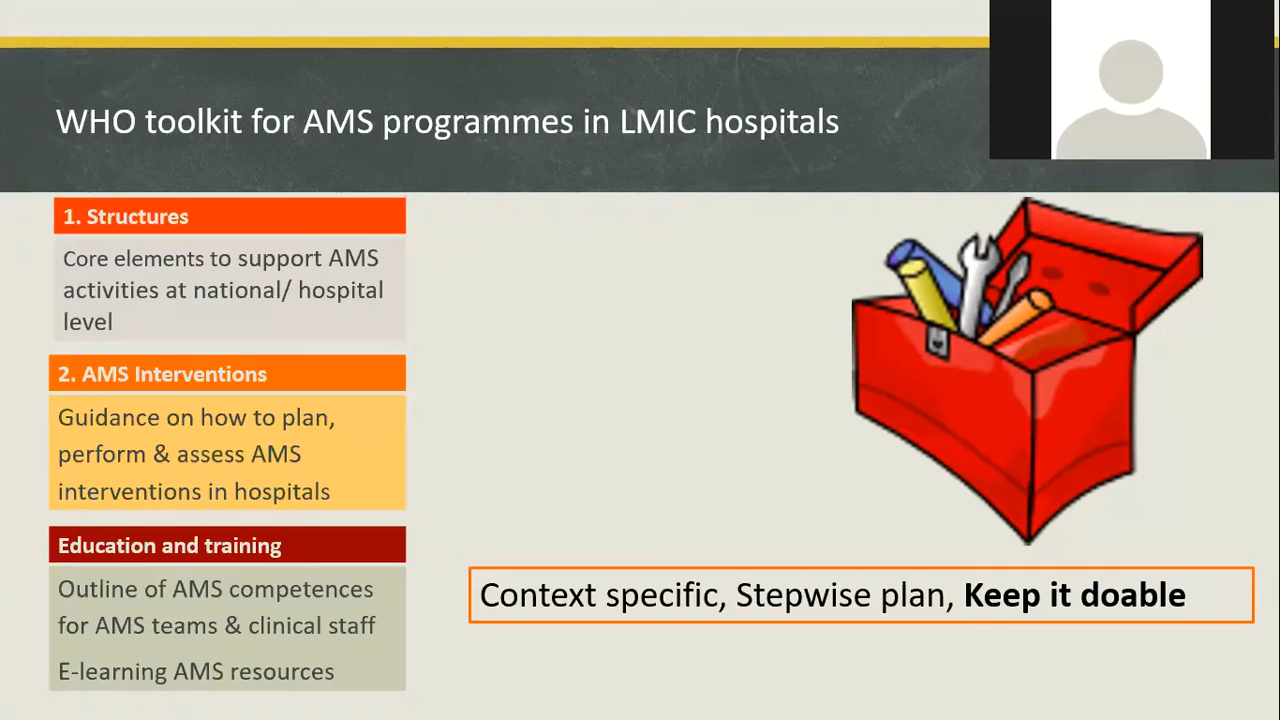 WHO toolkit for AMS programmes in LMIC hospitals
1. Structures
Core elements to support AMS
activities at national/ hospital
level
2. AMS Interventions
Guidance on how to plan,
perform & assess AMS
interventions in hospitals
Education and training
Outline of AMS competences
for AMS teams & clinical staff
E-learning AMS resources
Context specific, Stepwise plan, Keep it doable